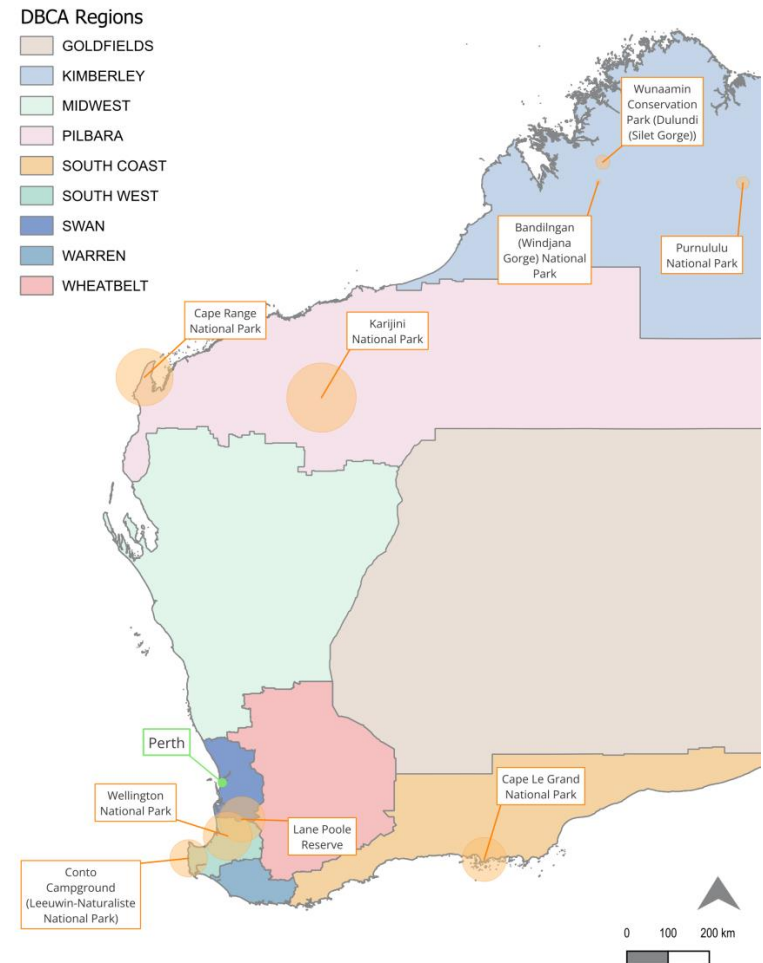 DBCA Regions
GOLDFIELDS
KIMBERLEY
MIDWEST
PILBARA
SOUTH COAST
SOUTH WEST
SWAN
WARREN
WHEATBELT
Wunaamin
Conservation
Park (Dulundi
(Silet Gorge))
Bandilngan
(Windjana
Gorge) National
Park
Purnululu
National Park
Cape Range
National Park
Karijini
National Park
Perth
Wellington
National Park
Lane Poole
Reserve
Cape Le Grand
National Park
Conto
Campground
(Leeuwin-Naturaliste
National Park)
0 100 200 km